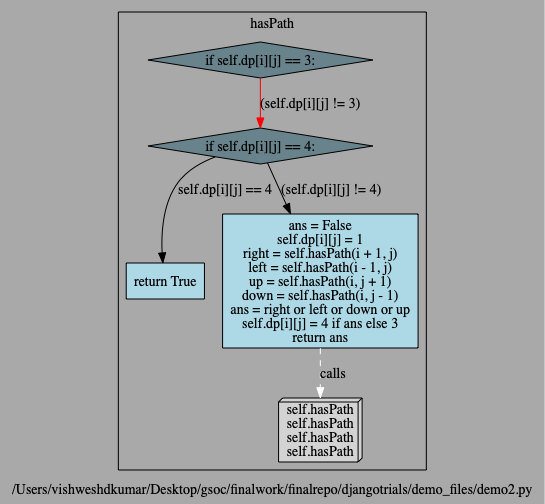 hasPath
if self.dp[i][j] == 3:
(self.dp[i][j] != 3)
if self.dp[i][j] == 4:
self.dp[i][j] == 4
(self.dp[i][j] != 4)
return True
ans = False
self.dp[i][j] = 1
right = self.hasPath(i + 1, j)
left = self.hasPath(i - 1, j)
up = self.hasPath(i, j + 1)
down = self.hasPath(i, j - 1)
ans = right or left or down or up
self.dp[i][j] = 4 if ans else 3
return ans
calls
self.hasPath
self.hasPath
self.hasPath
self.hasPath
/Users/vishweshdkumar/Desktop/gsoc/finalwork/finalrepo/djangotrials/demo_files/demo2.py